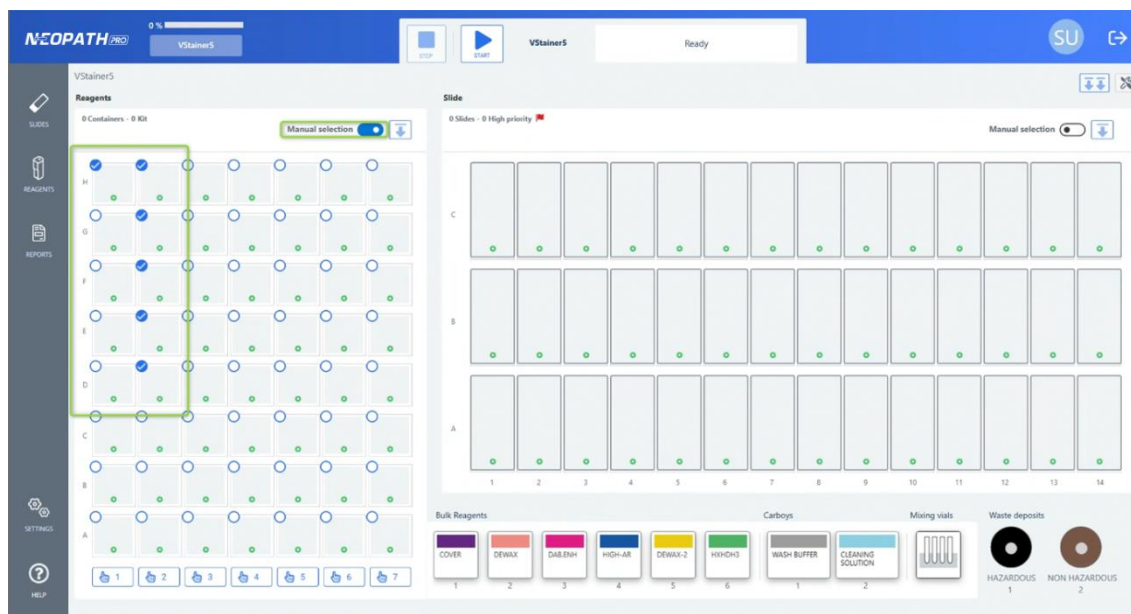 NEOPATH PRO
0 %
VStainer5
STOP
START
VStainer5
Ready
SU
VStainer5
SLIDES
REAGENTS
REPORTS
SETTINGS
HELP
Reagents
0 Containers - 0 Kit
Manual selection
H
G
F
E
D
C
B
A
1 2 3 4 5 6 7
Slide
0 Slides - 0 High priority
Manual selection
C
B
A
1 2 3 4 5 6 7 8 9 10 11 12 13 14
Bulk Reagents
COVER DEWAX DAB.ENH HIGH-AR DEWAX-2 HXHDH3
1 2 3 4 5 6
Carboys
WASH BUFFER CLEANING SOLUTION
1 2
Mixing vials
Waste deposits
HAZARDOUS NON HAZARDOUS
1 2